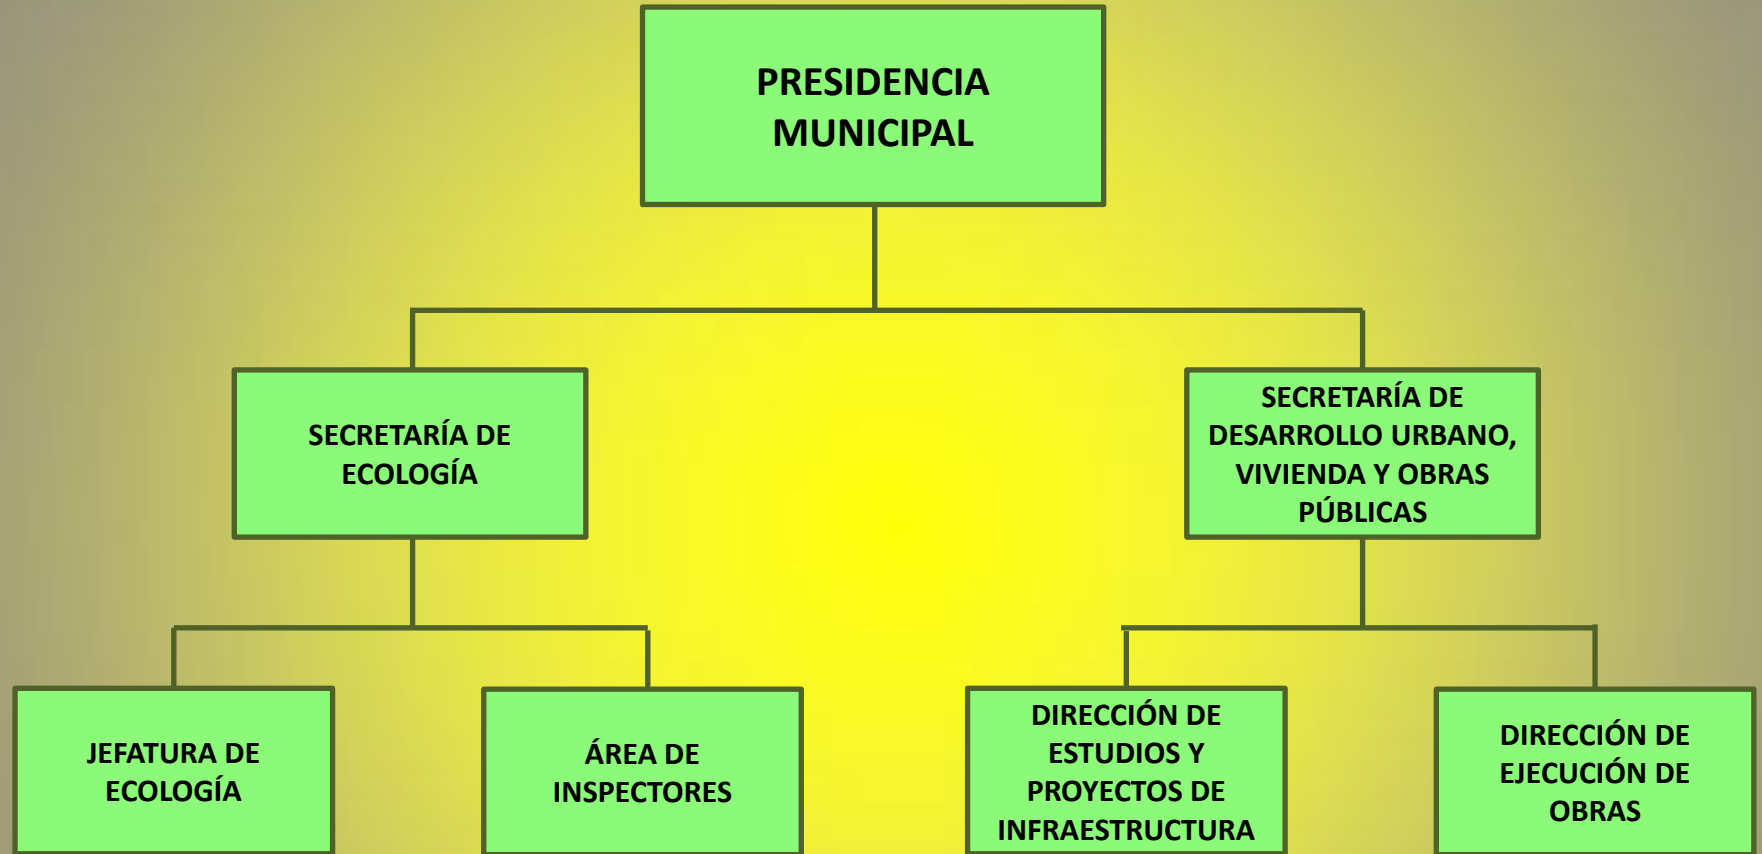 PRESIDENCIA
MUNICIPAL
SECRETARÍA DE
ECOLOGÍA
SECRETARÍA DE
DESARROLLO URBANO,
VIVIENDA Y OBRAS
PÚBLICAS
JEFATURA DE
ECOLOGÍA
ÁREA DE
INSPECTORES
DIRECCIÓN DE
ESTUDIOS Y
PROYECTOS DE
INFRAESTRUCTURA
DIRECCIÓN DE
EJECUCIÓN DE
OBRAS